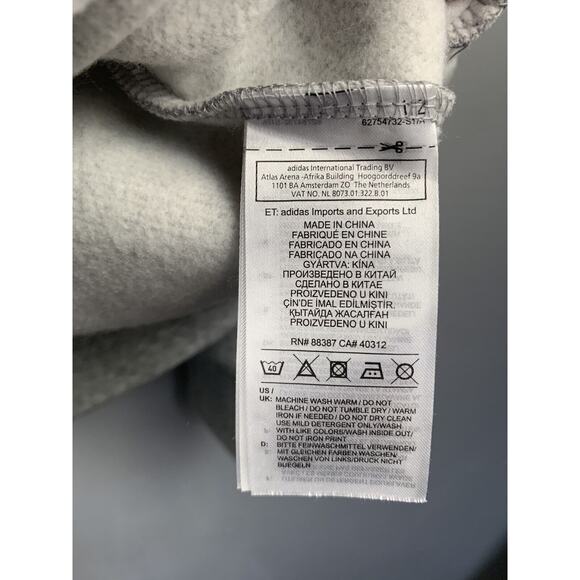 62754732-S17A
adidas International Trading BV
Atlas Arena -Afrika Building Hoogoorddreef 9a
1101 BA Amsterdam ZO The Netherlands
VAT NO. NL 8073.01.322.B.01
ET: adidas Imports and Exports Ltd
MADE IN CHINA
FABRIQUÉ EN CHINE
FABRICADO EN CHINA
FABRICADO NA CHINA
GYÁRTVA: KÍNA
ПРОИЗВЕДЕНО В КИТАЙ
СДЕЛАНО В КИТАЕ
PROIZVEDENO U KINI
ÇİN'DE İMAL EDİLMİŞTİR.
ҚЫТАЙДА ЖАСАЛҒАН
PROIZVEDENO U KINI
RN# 88387 CA# 40312
40
US /
UK: MACHINE WASH WARM / DO NOT
BLEACH / DO NOT TUMBLE DRY / WARM
IRON IF NEEDED / DO NOT DRY CLEAN
USE MILD DETERGENT ONLY/WASH
WITH LIKE COLORS/WASH INSIDE OUT/
DO NOT IRON PRINT
D: BITTE FEINWASCHMITTEL VERWENDEN/
MIT GLEICHEN FARBEN WASCHEN/
WASCHEN VON LINKS/DRUCK NICHT
BUEGELN